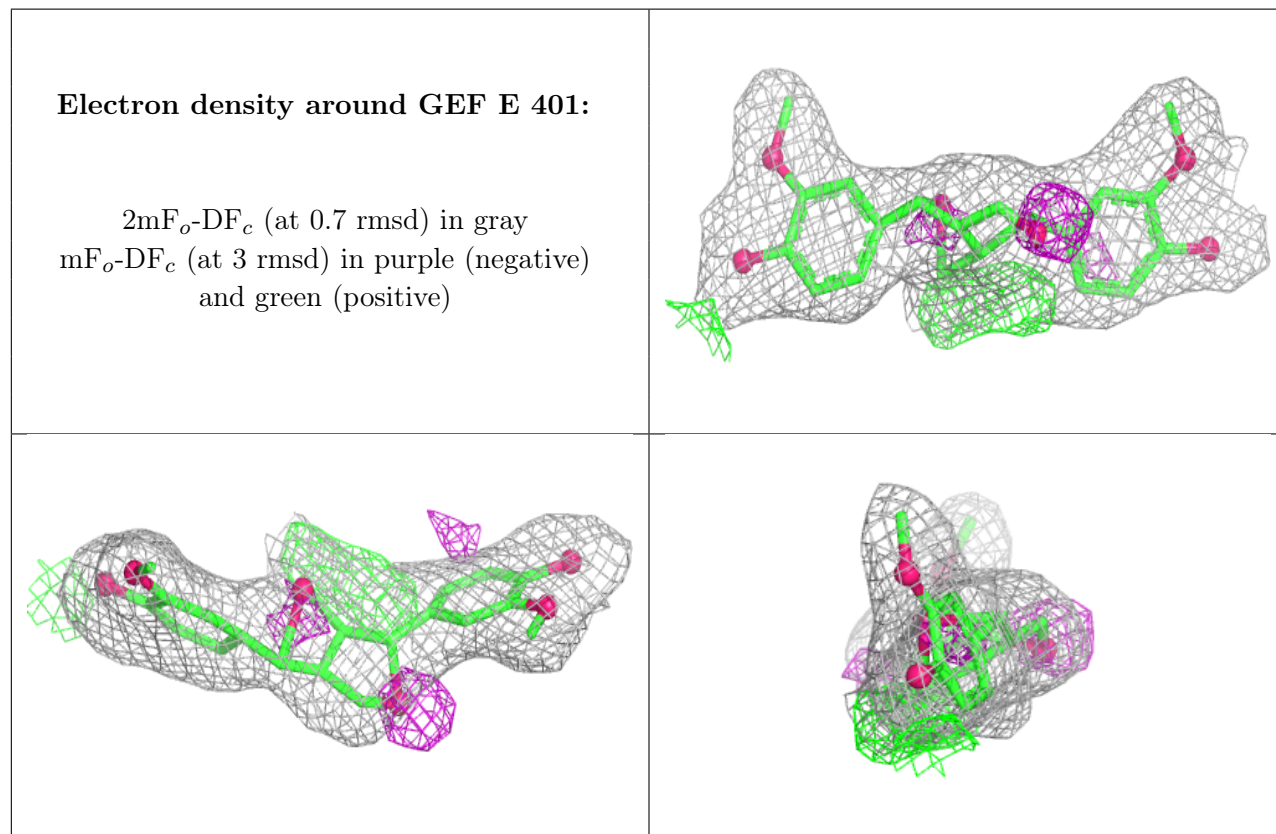 Electron density around GEF E 401:
2mFo-DFc (at 0.7 rmsd) in gray
mFo-DFc (at 3 rmsd) in purple (negative)
and green (positive)